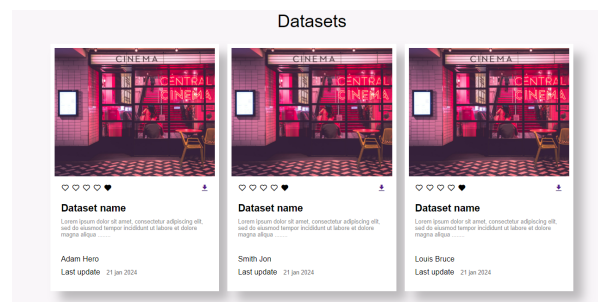 Datasets
CINEMA
CENTRAL
CINEMA
CINEMA
CENTRAL
CINEMA
CINEMA
CENTRAL
CINEMA
Dataset name
Lorem ipsum dolor sit amet, consectetur adipiscing elit,
sed do eiusmod tempor incididunt ut labore et dolore
magna aliqua ........
Adam Hero
Last update 21 jan 2024
Dataset name
Lorem ipsum dolor sit amet, consectetur adipiscing elit,
sed do eiusmod tempor incididunt ut labore et dolore
magna aliqua ........
Smith Jon
Last update 21 jan 2024
Dataset name
Lorem ipsum dolor sit amet, consectetur adipiscing elit,
sed do eiusmod tempor incididunt ut labore et dolore
magna aliqua ........
Louis Bruce
Last update 21 jan 2024